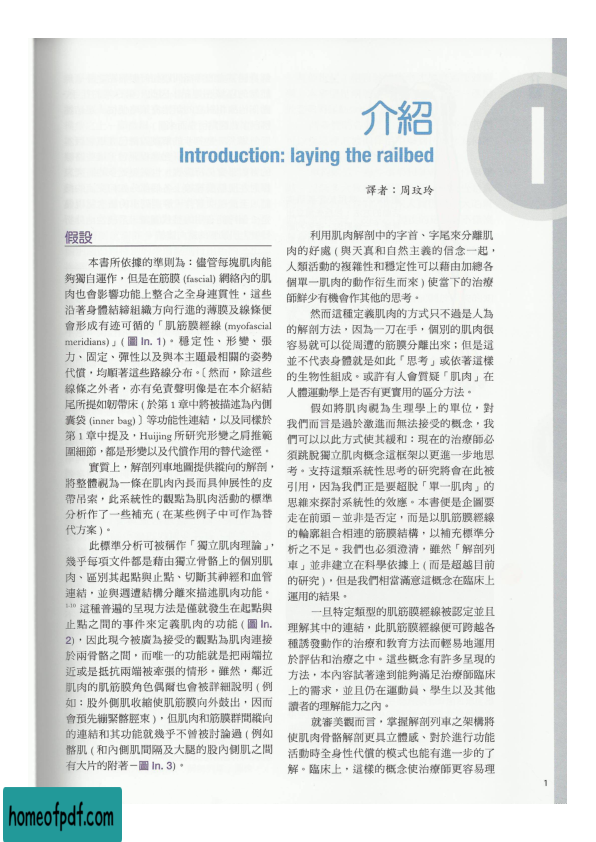 介紹
I
Introduction: laying the railbed
譯者：周玟玲
假設
本書所依據的準則為：儘管每塊肌肉能
夠獨自運作，但是在筋膜 (fascial) 網絡內的肌
肉也會影響功能上整合之全身連貫性，這些
沿著身體結締組織方向行進的薄膜及線條便
會形成有迹可循的「肌筋膜經線 (myofascial
meridians)」( 圖 In. 1)。穩定性、形變、張
力、固定、彈性以及與本主題最相關的姿勢
代償，均順著這些路線分布。〔然而，除這些
線條之外者，亦有免責聲明像是在本介紹結
尾所提如韌帶床 ( 於第 1 章中將被描述為內側
囊袋 (inner bag) 〕等功能性連結，以及同樣於
第 1 章中提及，Huijing 所研究形變之肩推範
圍細節，都是形變以及代償作用的替代途徑。
實質上，解剖列車地圖提供縱向的解剖，
將整體視為一條在肌肉內長而具伸展性的皮
帶吊索，此系統性的觀點為肌肉活動的標準
分析作了一些補充 ( 在某些例子中可作為替
代方案 )。
此標準分析可被稱作「獨立肌肉理論」，
幾乎每項文件都是藉由獨立骨骼上的個別肌
肉、區別其起點與止點、切斷其神經和血管
連結，並與週遭結構分離來描述肌肉功能。
1-10 這種普遍的呈現方法是僅就發生在起點與
止點之間的事件來定義肌肉的功能 ( 圖 In.
2)，因此現今被廣為接受的觀點為肌肉連接
於兩骨骼之間，而唯一的功能就是把兩端拉
近或是抵抗兩端被牽張的情形。雖然，鄰近
肌肉的肌筋膜角色偶爾也會被詳細說明 ( 例
如：股外側肌收縮使肌筋膜向外鼓出，因而
會預先繃緊髂脛束 )，但肌肉和筋膜群間縱向
的連結和其功能就幾乎不曾被討論過 ( 例如
髂肌 ( 和內側肌間隔及大腿的股內側肌之間
有大片的附著－圖 In. 3)。
利用肌肉解剖中的字首、字尾來分離肌
肉的好處 ( 與天真和自然主義的信念一起，
人類活動的複雜性和穩定性可以藉由加總各
個單一肌肉的動作衍生而來 ) 使當下的治療
師鮮少有機會作其他的思考。
然而這種定義肌肉的方式只不過是人為
的解剖方法，因為一刀在手，個別的肌肉很
容易就可以從周遭的筋膜分離出來；但是這
並不代表身體就是如此「思考」或依著這樣
的生物性組成。或許有人會質疑「肌肉」在
人體運動學上是否有更實用的區分方法。
假如將肌肉視為生理學上的單位，對
我們而言是過於激進而無法接受的概念，我
們可以以此方式使其緩和：現在的治療師必
須跳脫獨立肌肉概念這框架以更進一步地思
考。支持這類系統性思考的研究將會在此被
引用，因為我們正是要超脫「單一肌肉」的
思維來探討系統性的效應。本書便是企圖要
走在前頭－並非是否定，而是以肌筋膜經線
的輪廓組合相連的筋膜結構，以補充標準分
析之不足。我們也必須澄清，雖然「解剖列
車」並非建立在科學依據上 ( 而是超越目前
的研究 )，但是我們相當滿意這概念在臨床上
運用的結果。
一旦特定類型的肌筋膜經線被認定並且
理解其中的連結，此肌筋膜經線便可跨越各
種誘發動作的治療和教育方法而輕易地運用
於評估和治療之中。這些概念有許多呈現的
方法，本內容試著達到能夠滿足治療師臨床
上的需求，並且仍在運動員、學生以及其他
讀者的理解能力之內。
就審美觀而言，掌握解剖列車之架構將
使肌肉骨骼解剖更具立體感、對於進行功能
活動時全身性代償的模式也能有進一步的了
解。臨床上，這樣的概念使治療師更容易理
1
homeofpdf.com